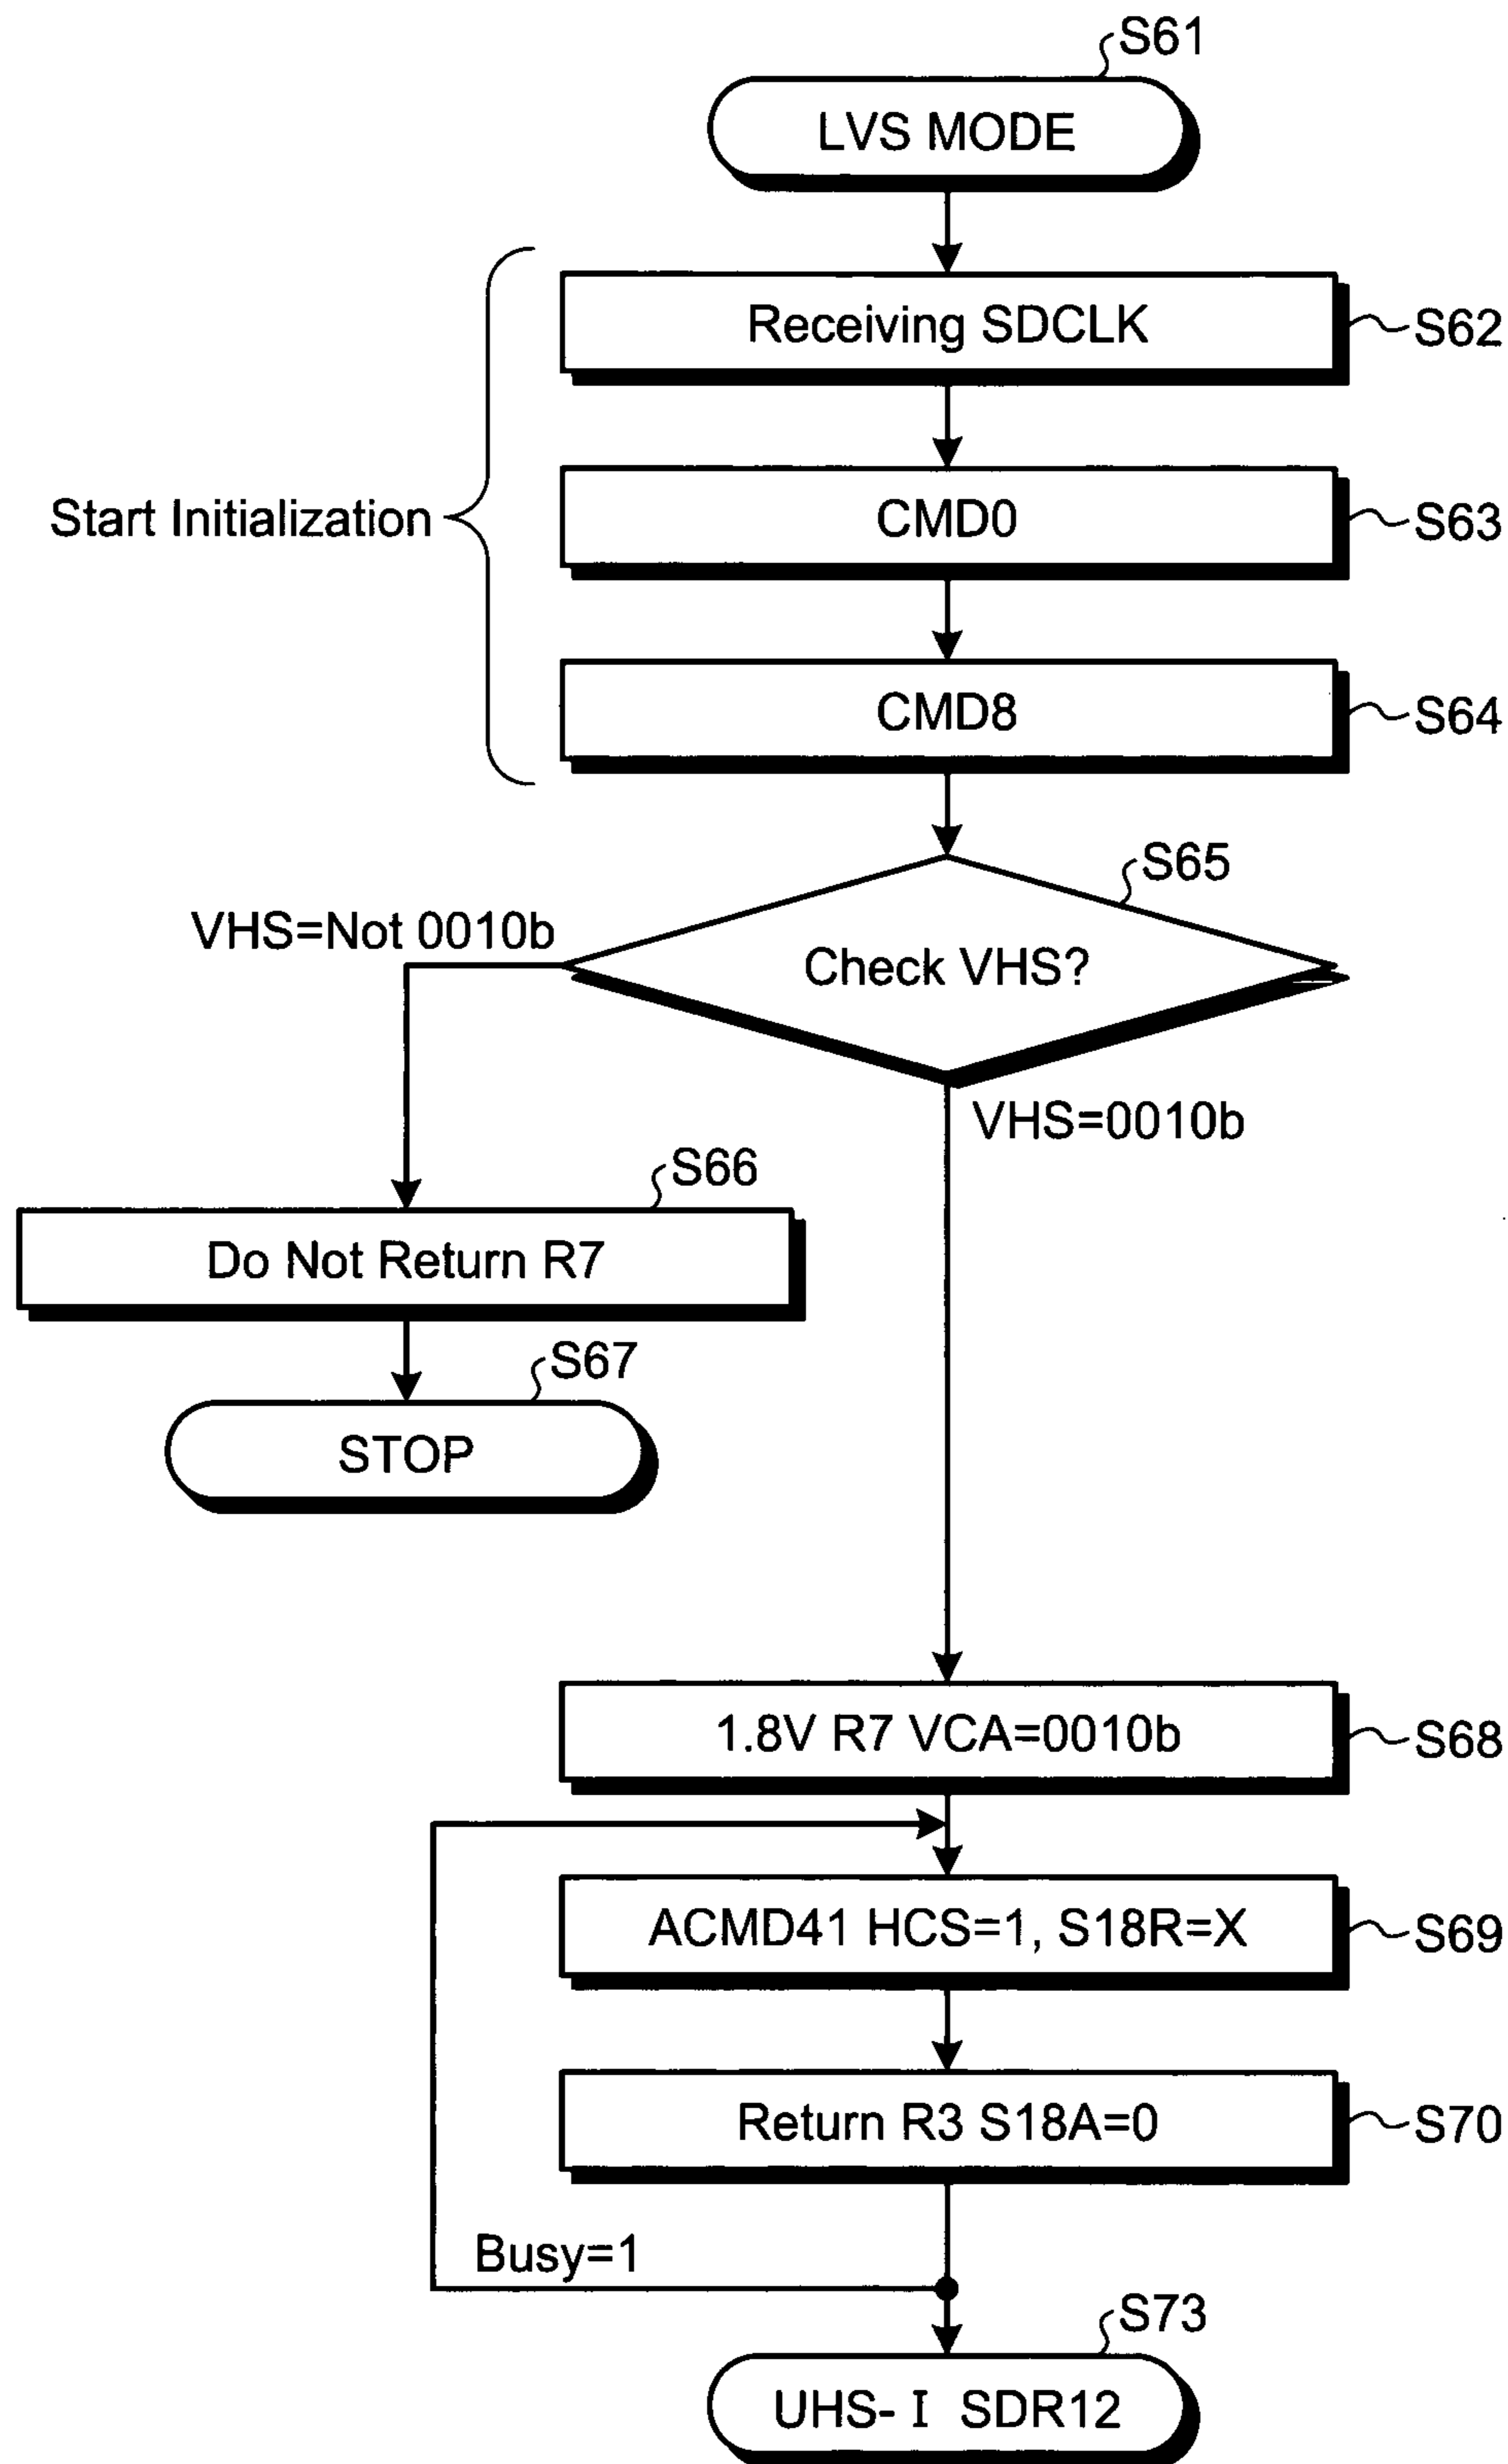 S61
LVS MODE
Receiving SDCLK
S62
Start Initialization
CMD0
S63
CMD8
S64
S65
VHS=Not 0010b
Check VHS?
VHS=0010b
S66
Do Not Return R7
S67
STOP
1.8V R7 VCA=0010b
S68
ACMD41 HCS=1, S18R=X
S69
Return R3 S18A=0
S70
Busy=1
S73
UHS- I SDR12